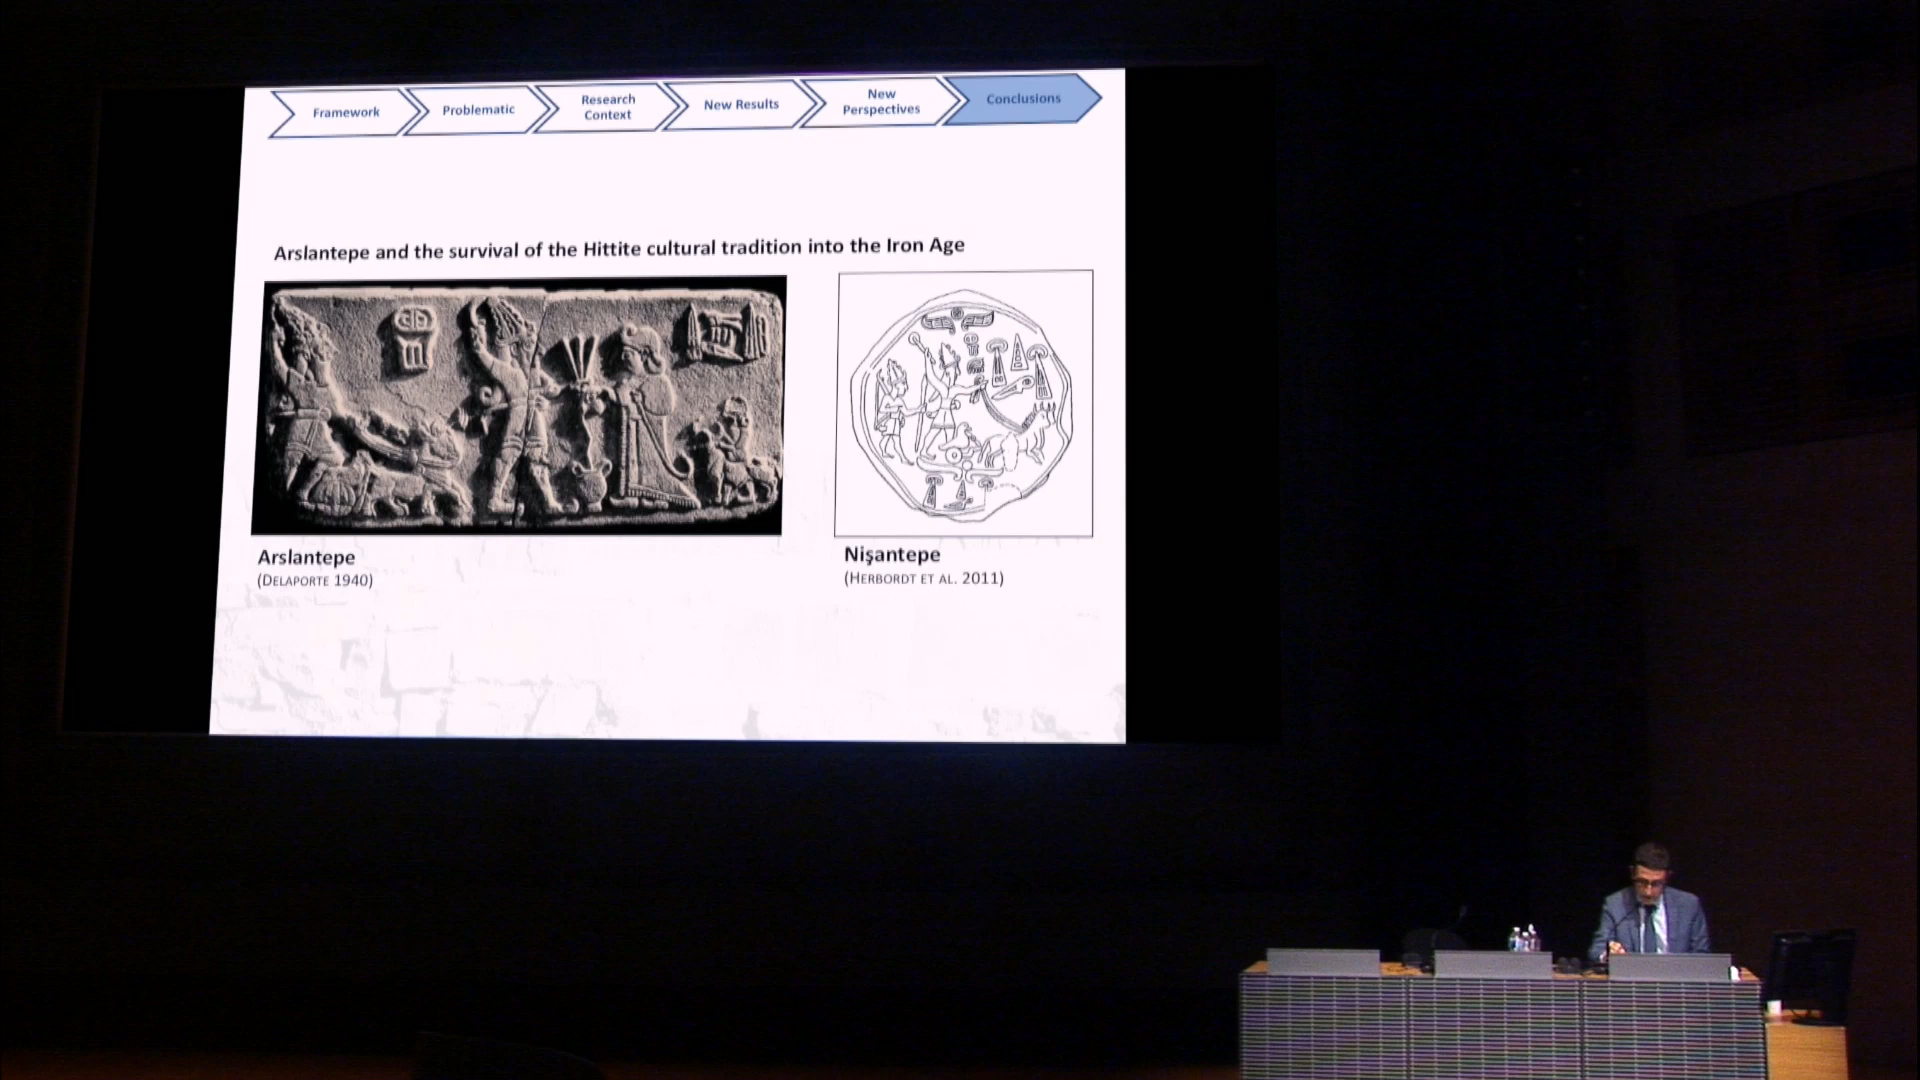 Framework
Problematic
Research
Context
New Results
New
Perspectives
Conclusions
Arslantepe and the survival of the Hittite cultural tradition into the Iron Age
Arslantepe
(DELAPORTE 1940)
Nişantepe
(HERBORDT ET AL. 2011)